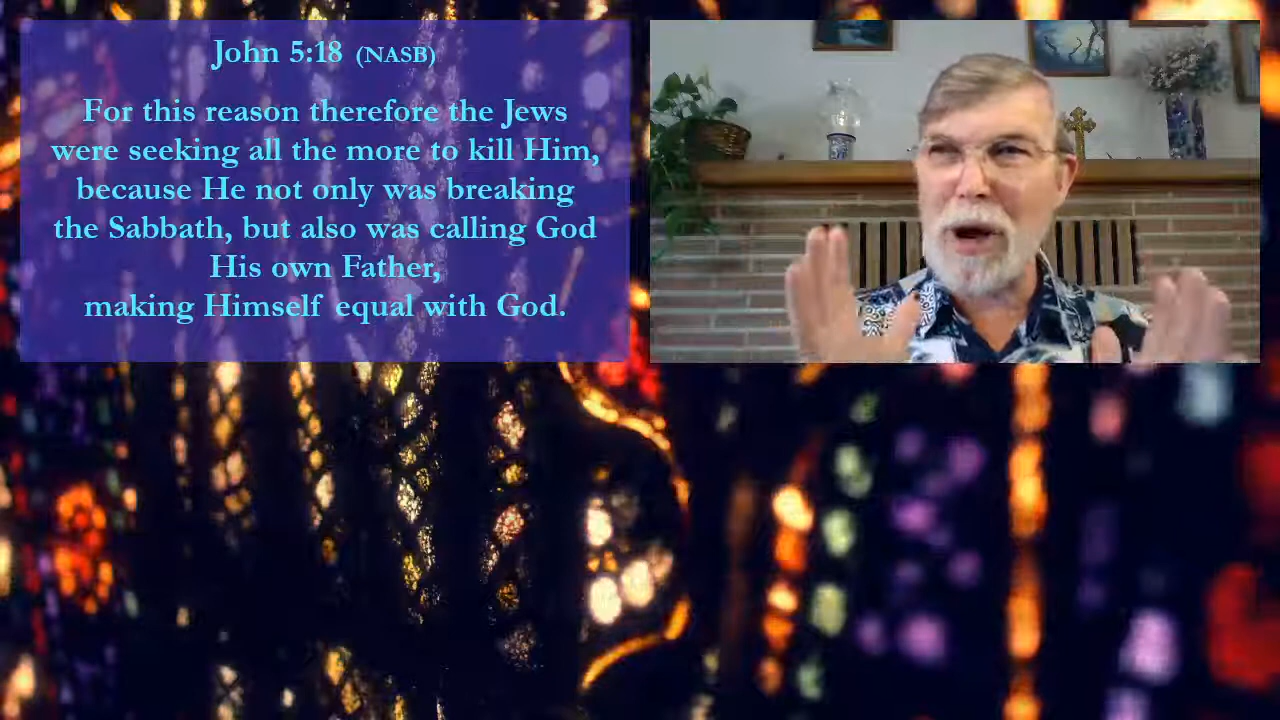 John 5:18 (NASB)
For this reason therefore the Jews
were seeking all the more to kill Him,
because He not only was breaking
the Sabbath, but also was calling God
His own Father,
making Himself equal with God.